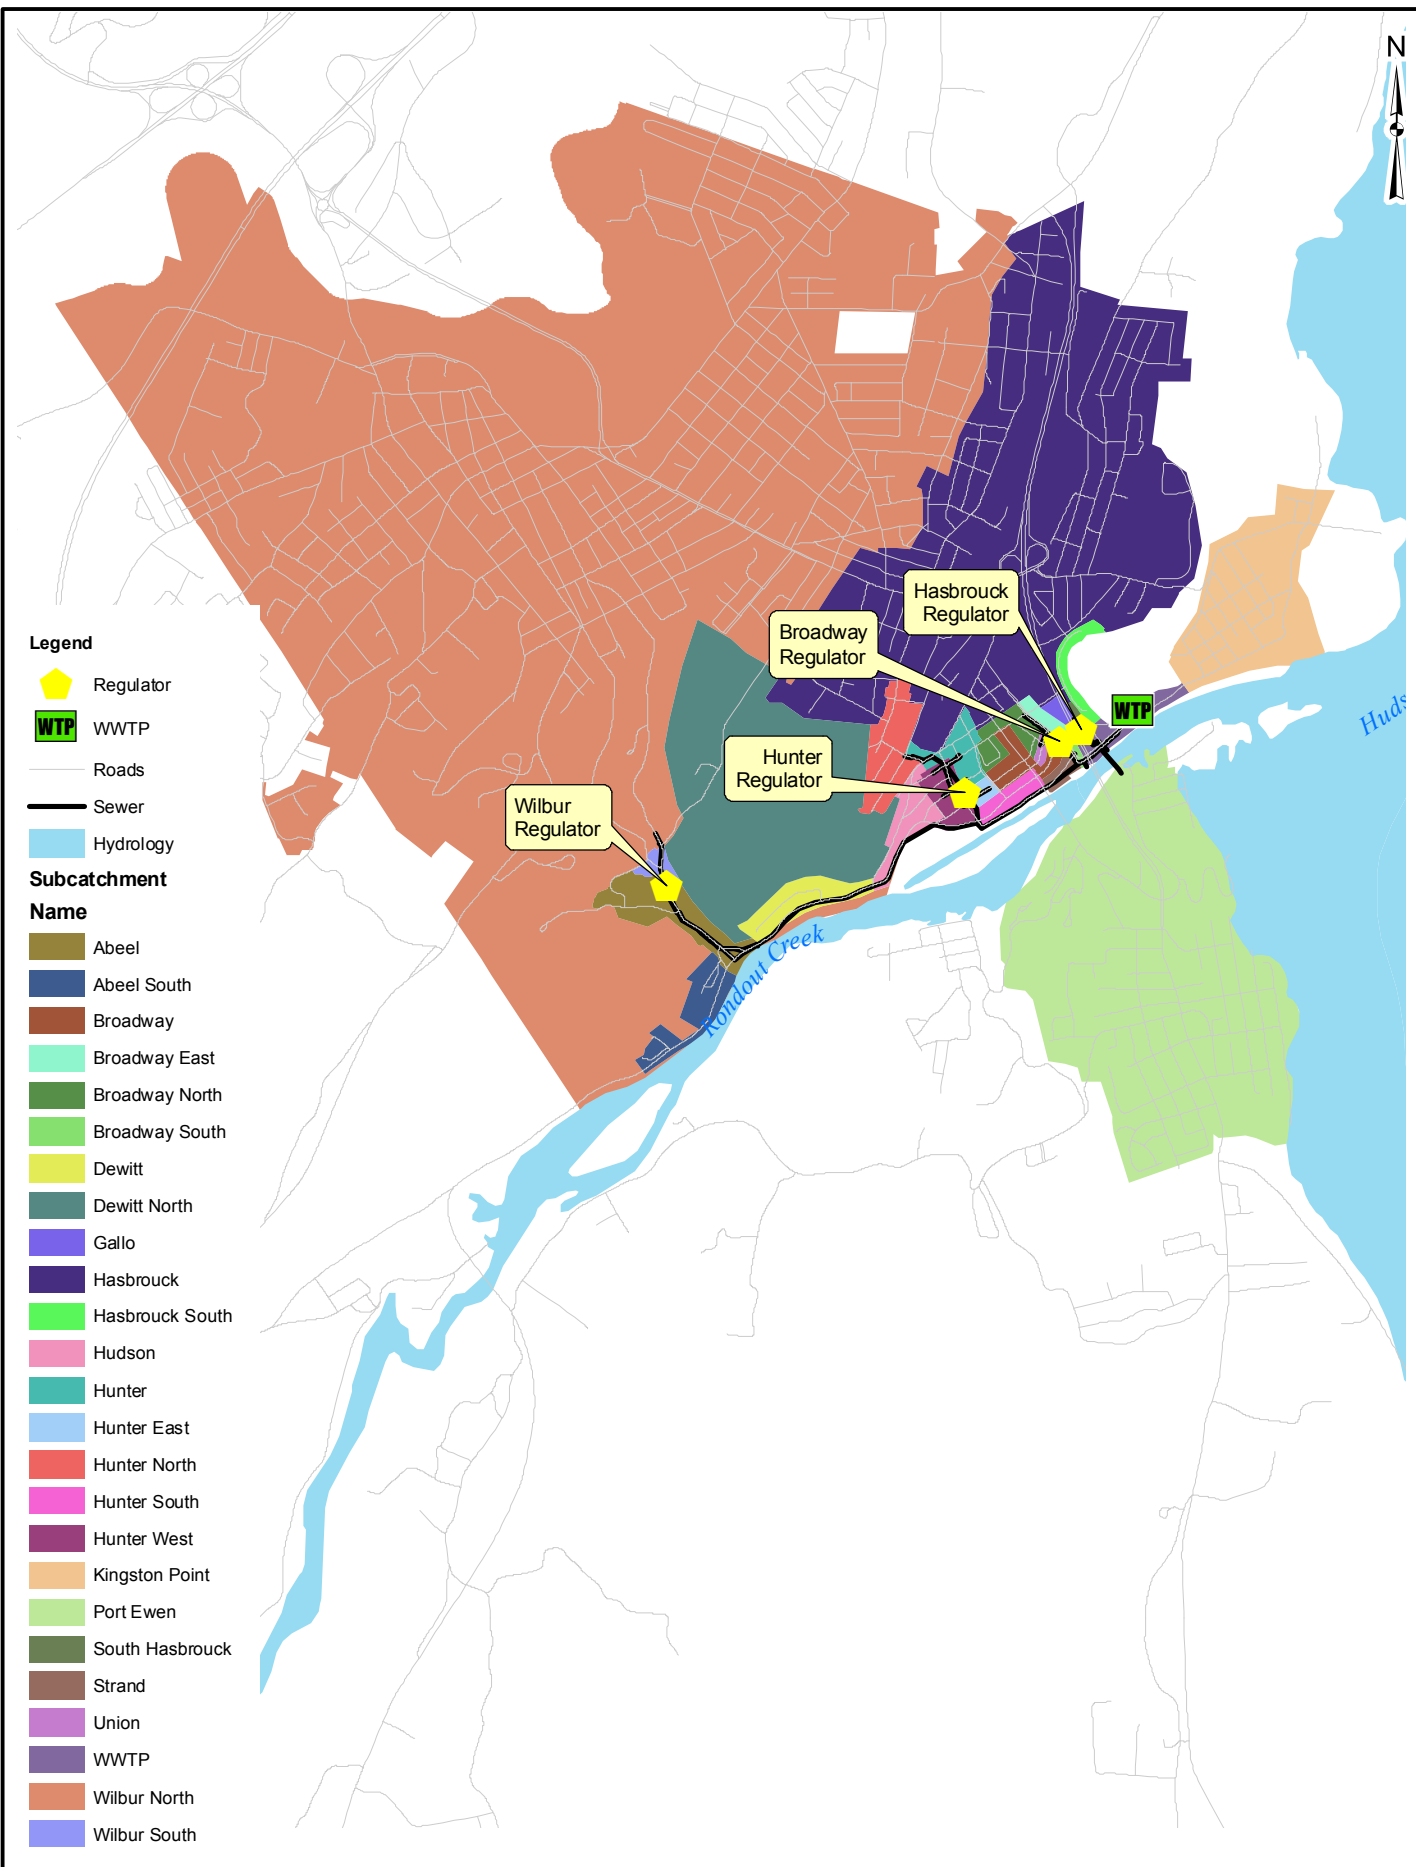 N
Hasbrouck
Regulator
Broadway
Regulator
WTP
Huds
Hunter
Regulator
Wilbur
Regulator
Rondout Creek
Legend
Regulator
WTP
WWTP
Roads
Sewer
Hydrology
Subcatchment
Name
Abeel
Abeel South
Broadway
Broadway East
Broadway North
Broadway South
Dewitt
Dewitt North
Gallo
Hasbrouck
Hasbrouck South
Hudson
Hunter
Hunter East
Hunter North
Hunter South
Hunter West
Kingston Point
Port Ewen
South Hasbrouck
Strand
Union
WWTP
Wilbur North
Wilbur South